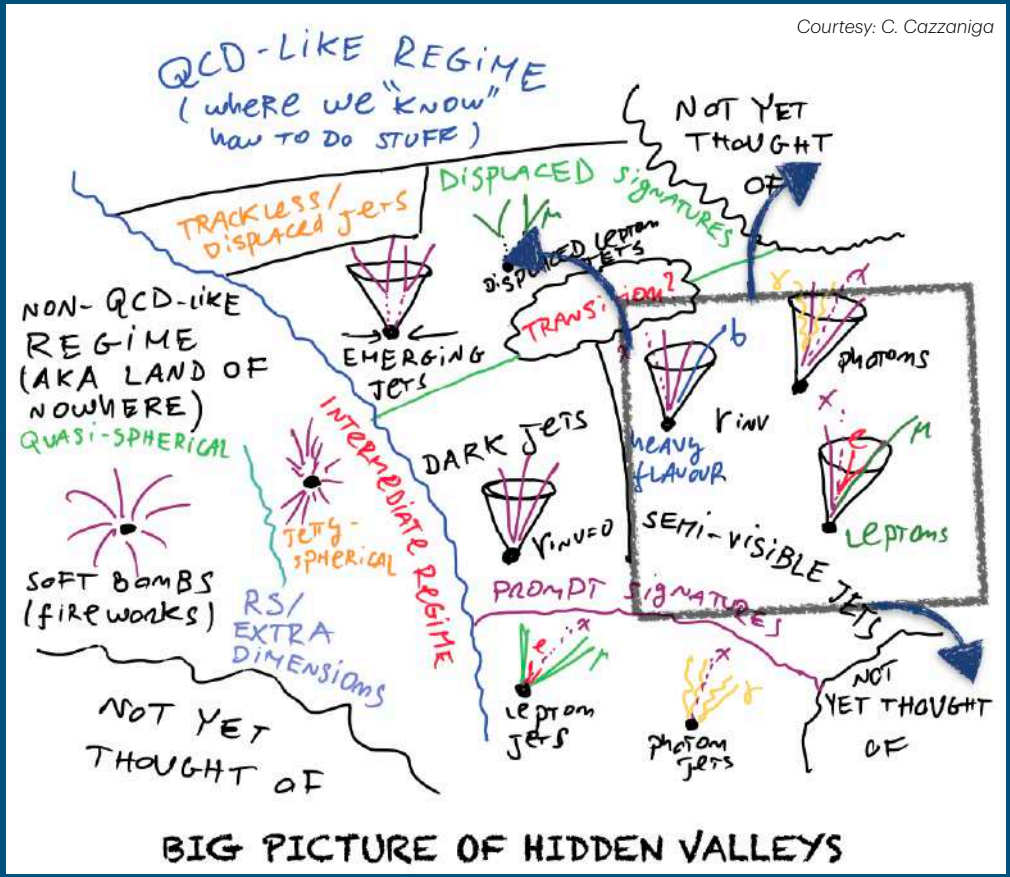 Courtesy: C. Cazzaniga
QCD-LIKE REGIME
(where we "KNOW"
how TO DO STUFF)
NOT YET
THOUGHT
OF
DISPLACED SIGNATURES
TRACKLESS/
DISPLACED JETS
μ
DISPLACED LEPTON
JETS
TRANSITION?
NON-QCD-LIKE
REGIME
(AKA LAND OF
NOWHERE)
QUASI-SPHERICAL
EMERGING
JETS
INTERMEDIATE REGIME
b
γ
x
PHOTONS
DARK JETS
rINV
HEAVY
FLAVOUR
x
e
μ
LEPTONS
rINV=0
SEMI-VISIBLE JETS
JETTY-
SPHERICAL
SOFT BOMBS
(fireworks)
RS/
EXTRA
DIMENSIONS
PROMPT SIGNATURES
e
x
μ
LEPTON
JETS
x
γ
PHOTON
JETS
NOT
YET THOUGHT
OF
NOT YET
THOUGHT OF
BIG PICTURE OF HIDDEN VALLEYS